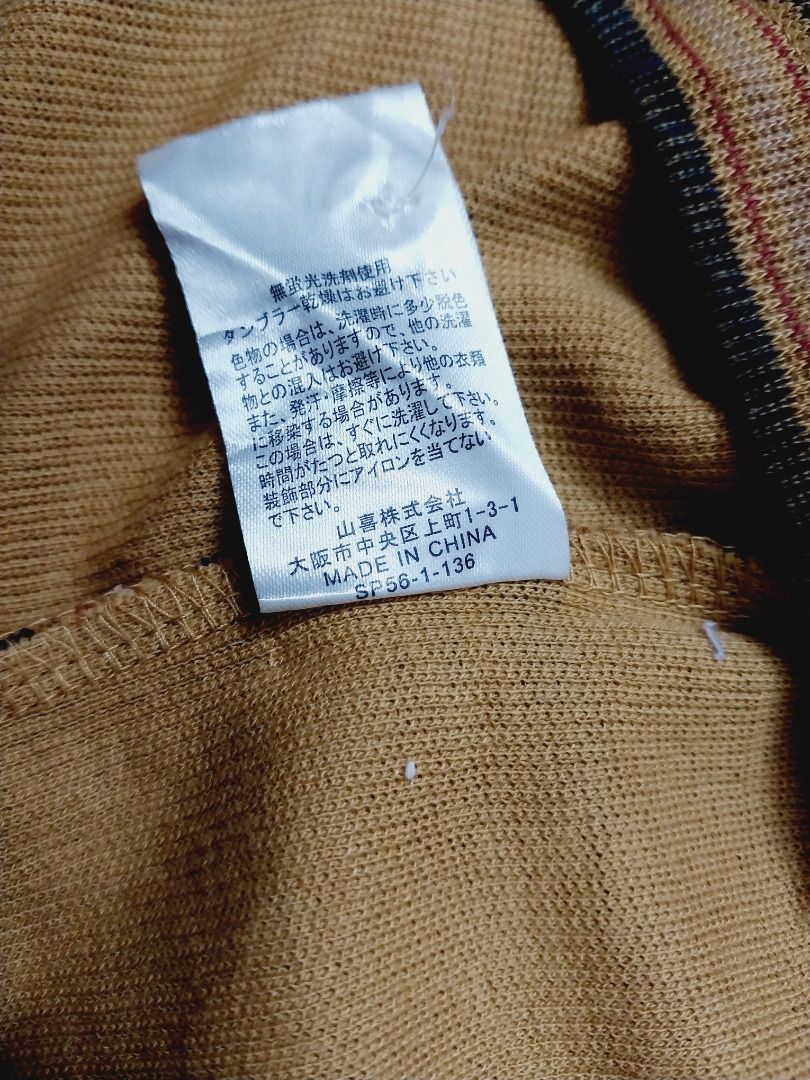 無蛍光洗剤使用
タンブラー乾燥はお避け下さい
色物の場合は、洗濯時に多少脱色
することがありますので、他の洗濯
物との混入はお避け下さい。
また、発汗,摩擦等により他の衣類
に移染する場合があります。
この場合は、すぐに洗濯して下さい。
時間がたつと取れにくくなります。
装飾部分にアイロンを当てない
で下さい。
山喜株式会社
大阪市中央区上町1-3-1
MADE IN CHINA
SP56-1-136